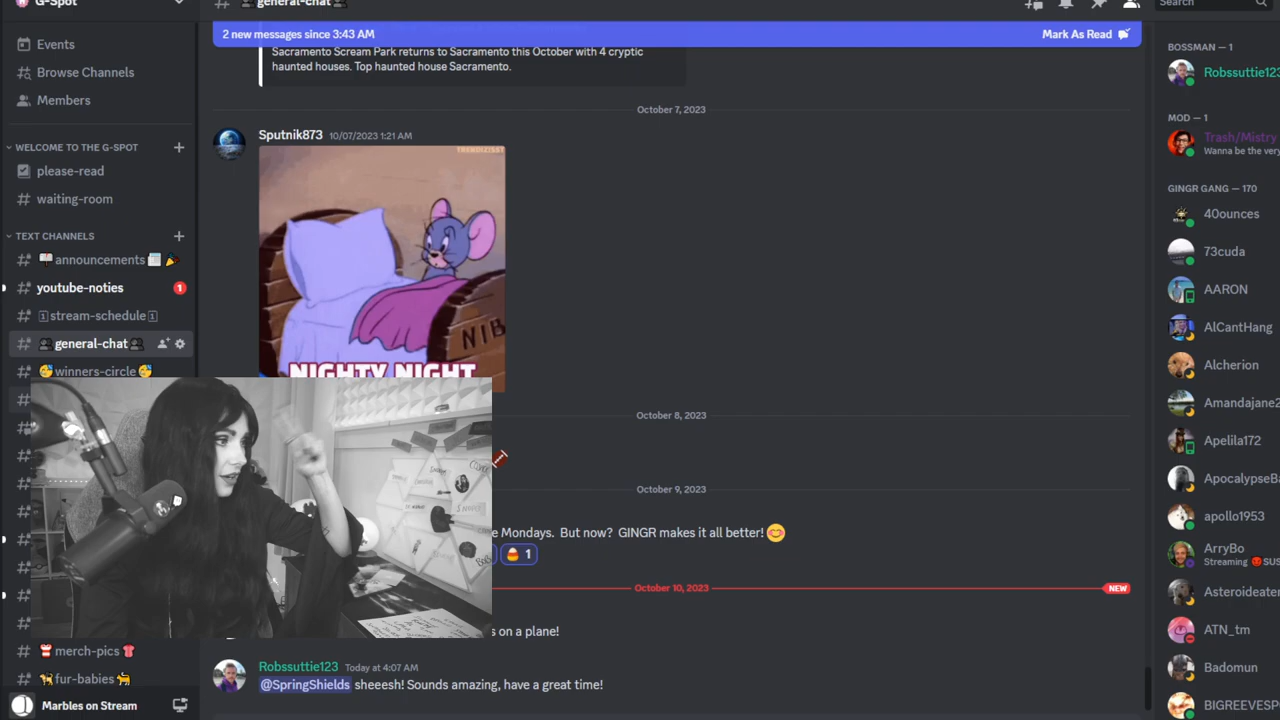 G-Spot
general-chat
Search
2 new messages since 3:43 AM
Mark As Read
Events
Browse Channels
Members
WELCOME TO THE G-SPOT
please-read
waiting-room
TEXT CHANNELS
announcements
youtube-noties
1
stream-schedule
general-chat
winners-circle
merch-pics
fur-babies
Marbles on Stream
Sacramento Scream Park returns to Sacramento this October with 4 cryptic
haunted houses. Top haunted house Sacramento.
October 7, 2023
Sputnik873 10/07/2023 1:21 AM
NIB
NIGHTY NIGHT
October 8, 2023
October 9, 2023
e Mondays. But now? GINGR makes it all better!
1
October 10, 2023
NEW
s on a plane!
Robssuttie123 Today at 4:07 AM
@SpringShields sheeesh! Sounds amazing, have a great time!
BOSSMAN — 1
Robssuttie123
MOD — 1
Trash/Mistry
Wanna be the very
GINGR GANG — 170
40ounces
73cuda
AARON
AlCantHang
Alcherion
Amandajane2
Apelila172
ApocalypseBa
apollo1953
ArryBo
Streaming SUS
Asteroideater
ATN_tm
Badomun
BIGREEVESP